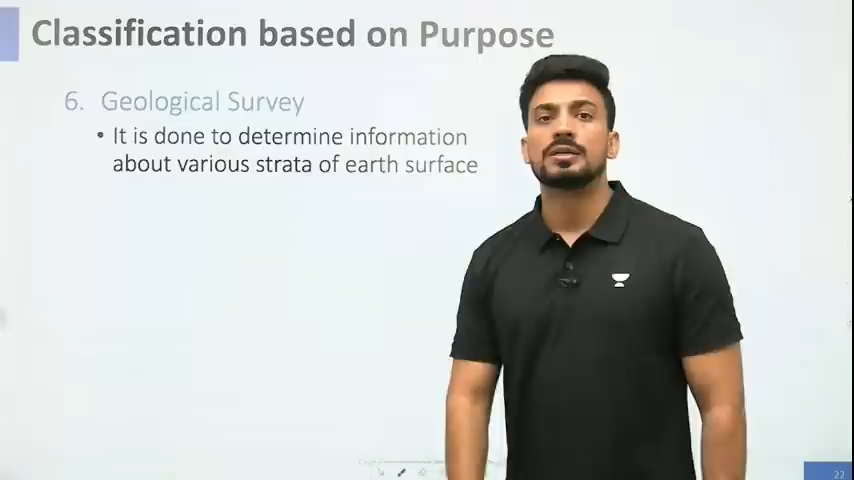 Classification based on Purpose
6. Geological Survey
• It is done to determine information
about various strata of earth surface
22